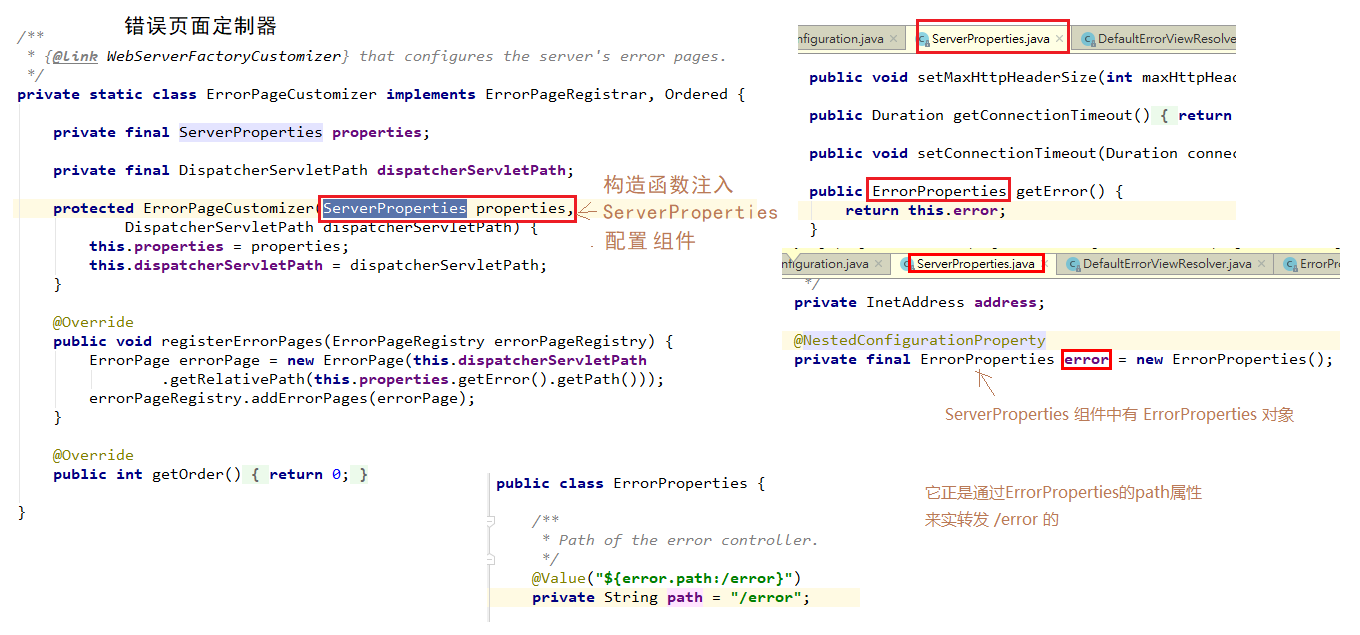 错误页面定制器
/**
 * {@link WebServerFactoryCustomizer} that configures the server's error pages.
 */
private static class ErrorPageCustomizer implements ErrorPageRegistrar, Ordered {
private final ServerProperties properties;
private final DispatcherServletPath dispatcherServletPath;
protected ErrorPageCustomizer(ServerProperties properties,
DispatcherServletPath dispatcherServletPath) {
this.properties = properties;
this.dispatcherServletPath = dispatcherServletPath;
}
@Override
public void registerErrorPages(ErrorPageRegistry errorPageRegistry) {
ErrorPage errorPage = new ErrorPage(this.dispatcherServletPath
.getRelativePath(this.properties.getError().getPath()));
errorPageRegistry.addErrorPages(errorPage);
}
@Override
public int getOrder() { return 0; }
}
构造函数注入
ServerProperties
配置 组件
nfiguration.java ServerProperties.java DefaultErrorViewResolve
public void setMaxHttpHeaderSize(int maxHttpHead
public Duration getConnectionTimeout() { return
public void setConnectionTimeout(Duration conne
public ErrorProperties getError() {
return this.error;
}
nfiguration.java ServerProperties.java DefaultErrorViewResolver.java ErrorPr
*/
private InetAddress address;
@NestedConfigurationProperty
private final ErrorProperties error = new ErrorProperties();
ServerProperties 组件中有 ErrorProperties 对象
它正是通过ErrorProperties的path属性
来实转发 /error 的
public class ErrorProperties {
/**
 * Path of the error controller.
 */
@Value("${error.path:/error}")
private String path = "/error";